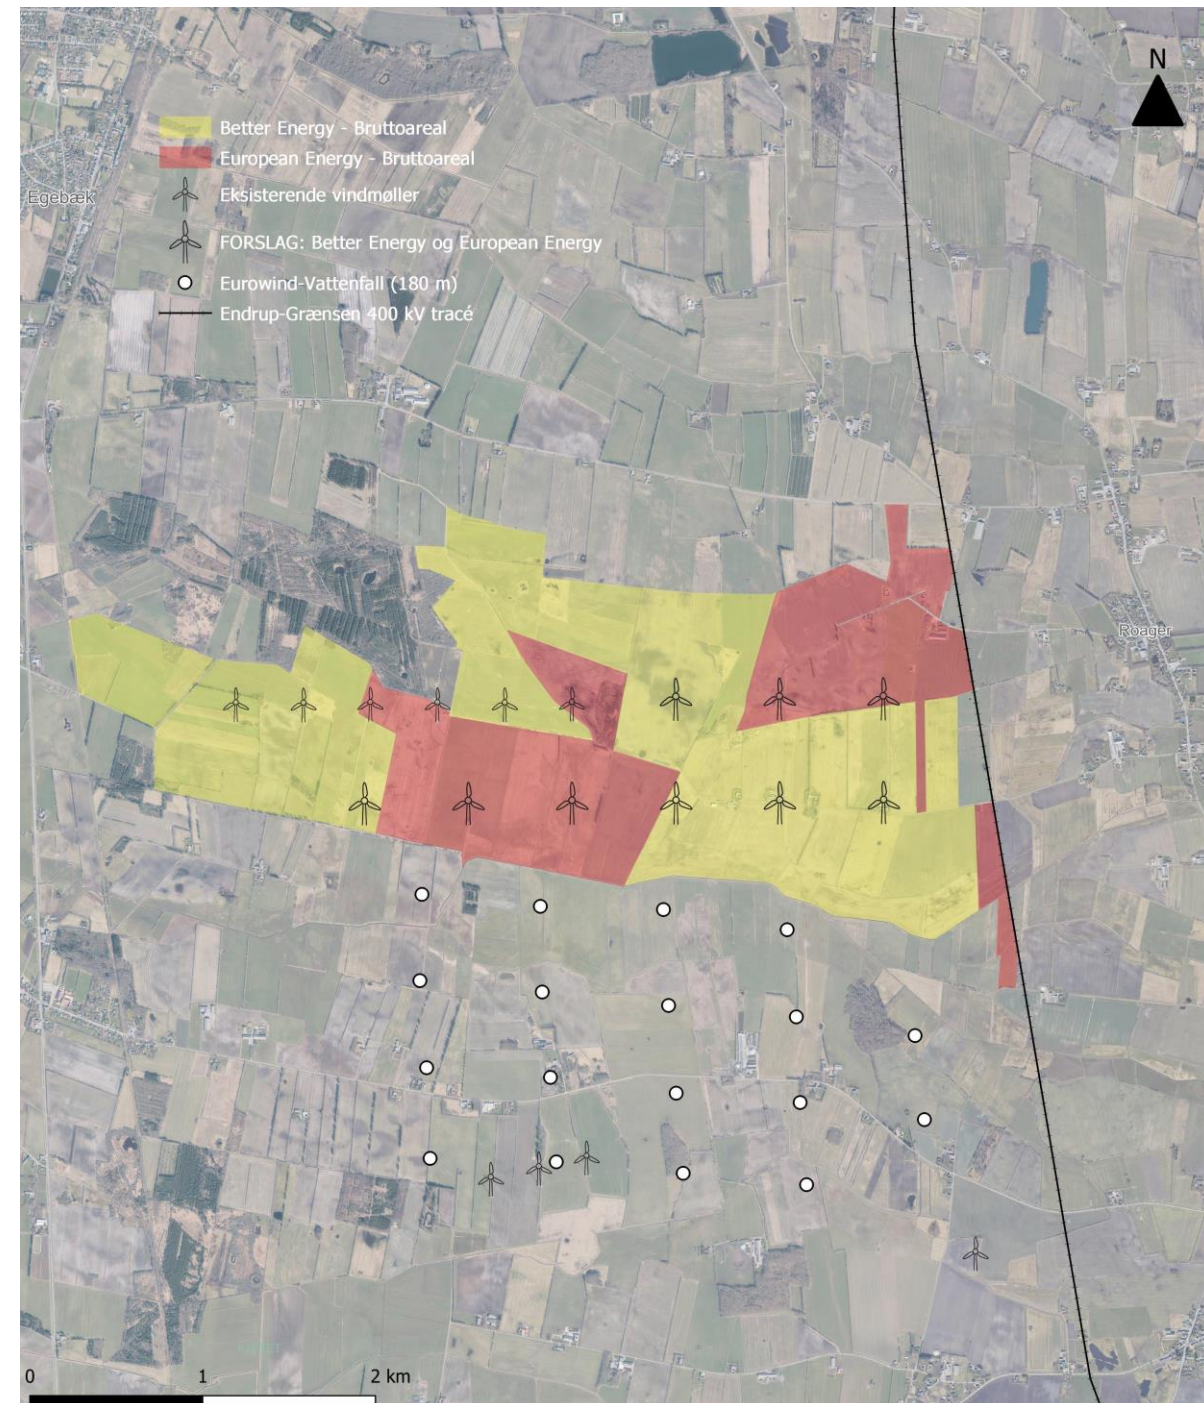 N
Better Energy - Bruttoareal
European Energy - Bruttoareal
Egebæk
Eksisterende vindmøller
FORSLAG: Better Energy og European Energy
Eurowind-Vattenfall (180 m)
Endrup-Grænsen 400 kV tracé
Roager
0 1 2 km